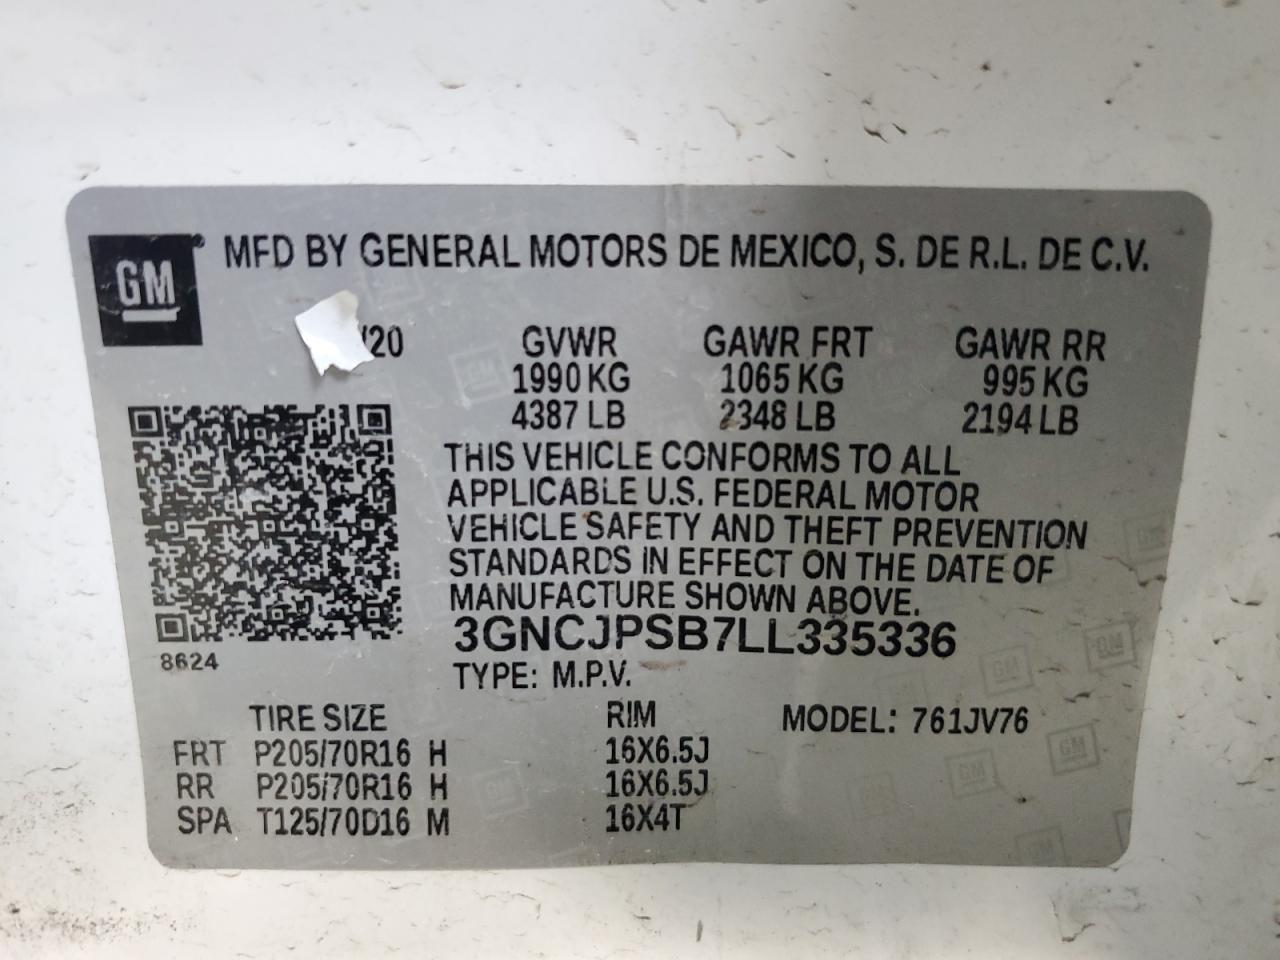 GM
MFD BY GENERAL MOTORS DE MEXICO, S. DE R.L. DE C.V.
/20 GVWR GAWR FRT GAWR RR
1990 KG 1065 KG 995 KG
4387 LB 2348 LB 2194 LB
THIS VEHICLE CONFORMS TO ALL
APPLICABLE U.S. FEDERAL MOTOR
VEHICLE SAFETY AND THEFT PREVENTION
STANDARDS IN EFFECT ON THE DATE OF
MANUFACTURE SHOWN ABOVE.
3GNCJPSB7LL335336
8624
TYPE: M.P.V.
TIRE SIZE RIM MODEL: 761JV76
FRT P205/70R16 H 16X6.5J
RR P205/70R16 H 16X6.5J
SPA T125/70D16 M 16X4T